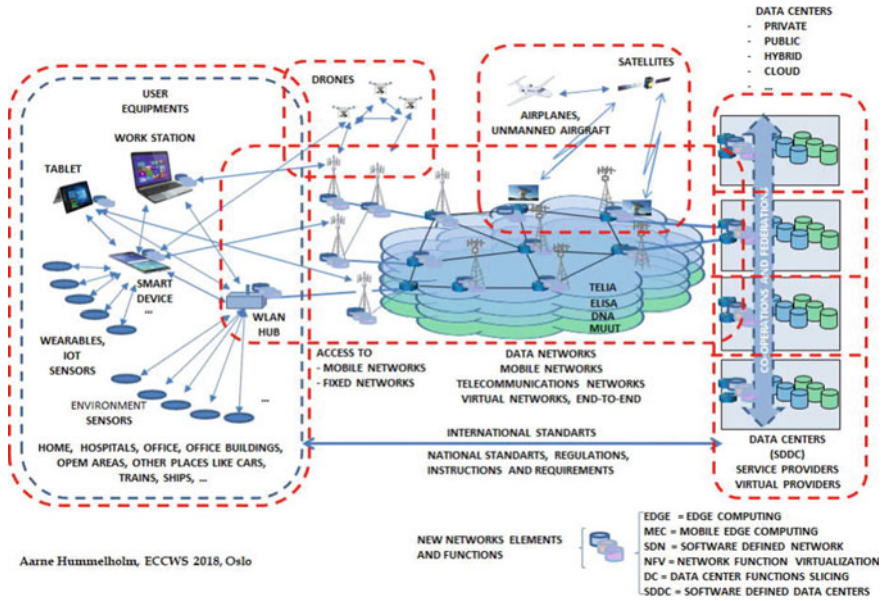 DATA CENTERS
- PRIVATE
- PUBLIC
- HYBRID
- CLOUD
- ...
DRONES
SATELLITES
AIRPLANES,
UNMANNED AIRCRAFT
USER
EQUIPMENTS
WORK STATION
TABLET
SMART
DEVICE
...
WLAN
HUB
WEARABLES,
IOT
SENSORS
ENVIRONMENT
SENSORS
...
HOME, HOSPITALS, OFFICE, OFFICE BUILDINGS,
OPEM AREAS, OTHER PLACES LIKE CARS,
TRAINS, SHIPS, ...
TELIA
ELISA
DNA
MUUT
ACCESS TO
- MOBILE NETWORKS
- FIXED NETWORKS
DATA NETWORKS
MOBILE NETWORKS
TELECOMMUNICATIONS NETWORKS
VIRTUAL NETWORKS, END-TO-END
INTERNATIONAL STANDARTS
NATIONAL STANDARTS, REGULATIONS,
INSTRUCTIONS AND REQUIREMENTS
CO-OPERATIONS AND FEDERATION
DATA CENTERS
(SDDC)
SERVICE PROVIDERS
VIRTUAL PROVIDERS
NEW NETWORKS ELEMENTS
AND FUNCTIONS
EDGE = EDGE COMPUTING
MEC = MOBILE EDGE COMPUTING
SDN = SOFTWARE DEFINED NETWORK
NFV = NETWORK FUNCTION VIRTUALIZATION
DC = DATA CENTER FUNCTIONS SLICING
SDDC = SOFTWARE DEFINED DATA CENTERS
Aarne Hummelholm, ECCWS 2018, Oslo